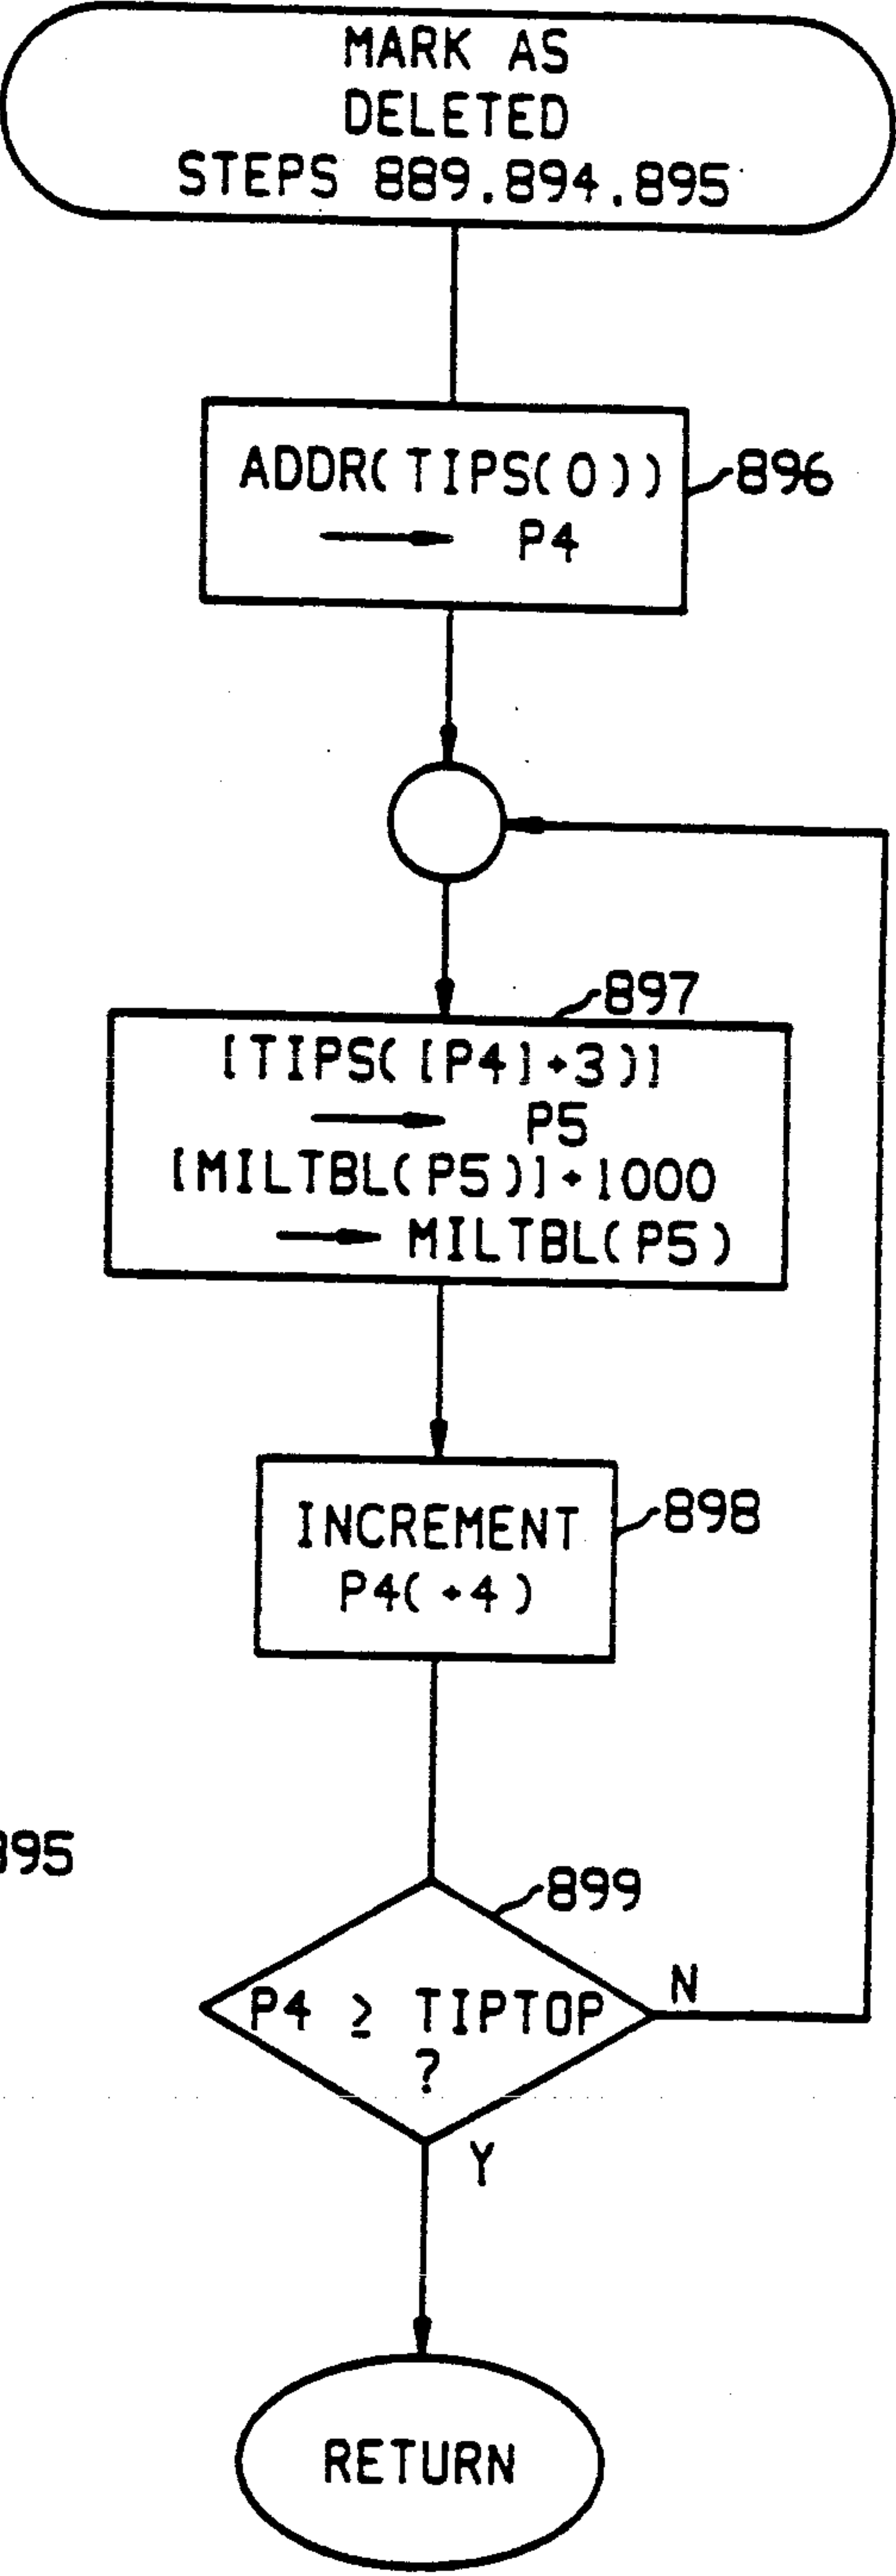 MARK AS
DELETED
STEPS 889.894.895
ADDR(TIPS(0))
→ P4
896
897
[TIPS([P4]+3)]
→ P5
[MILTBL(P5)]+1000
→ MILTBL(P5)
INCREMENT
P4(+4)
898
895
899
P4 ≥ TIPTOP
?
N
Y
RETURN